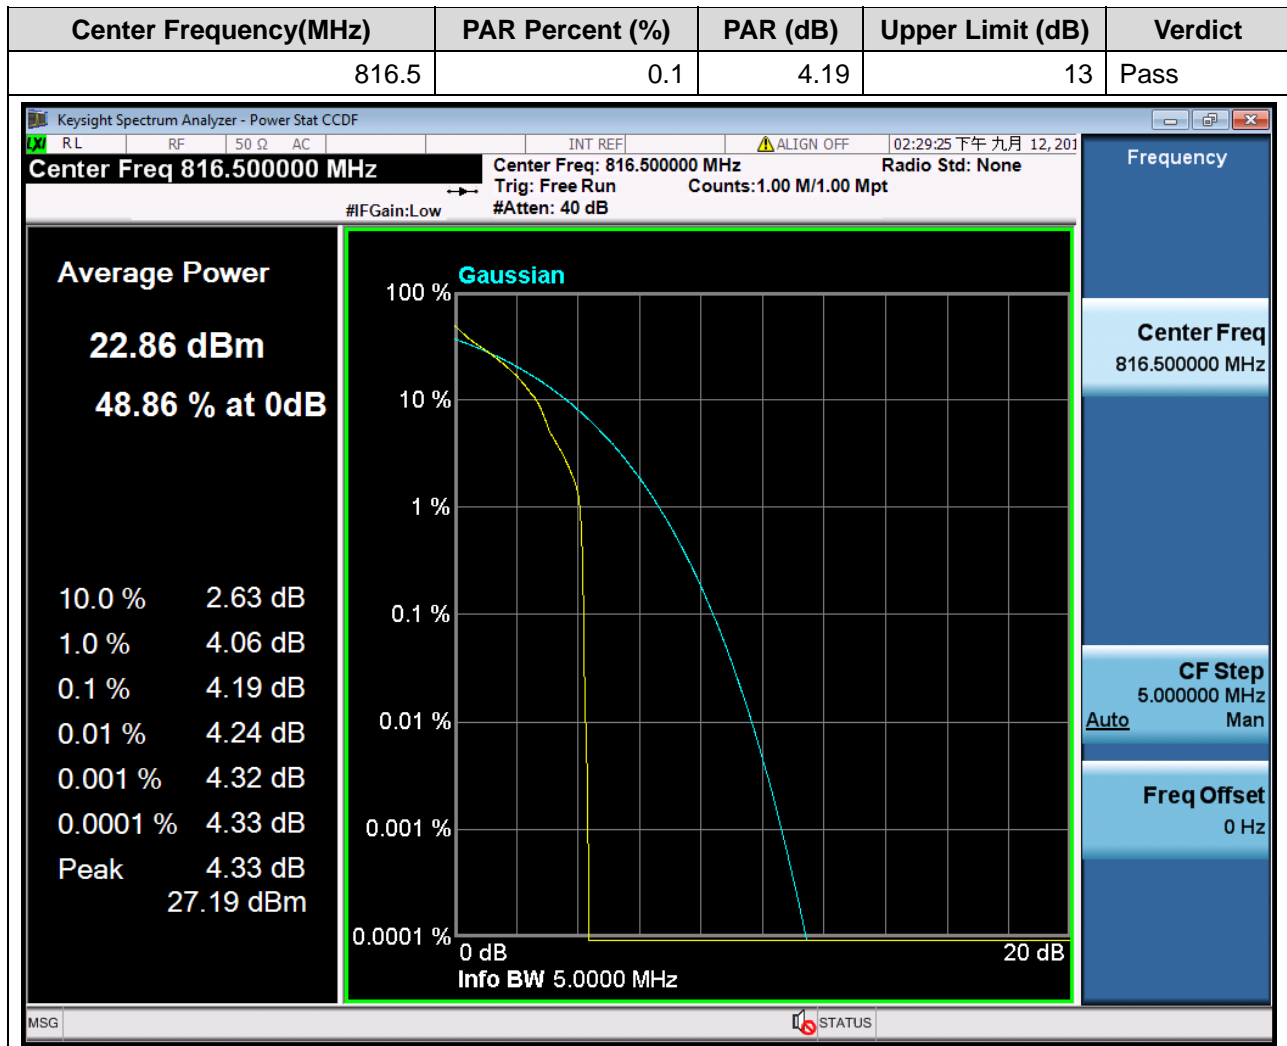 Center Frequency(MHz) PAR Percent (%) PAR (dB) Upper Limit (dB) Verdict
816.5 0.1 4.19 13 Pass
Keysight Spectrum Analyzer - Power Stat CCDF
LXI RL RF 50 Ω AC INT REF ALIGN OFF 02:29:25 下午 九月 12, 201
Center Freq 816.500000 MHz
Center Freq: 816.500000 MHz Radio Std: None
Trig: Free Run Counts:1.00 M/1.00 Mpt
#IFGain:Low #Atten: 40 dB
Average Power
22.86 dBm
48.86 % at 0dB
10.0 % 2.63 dB
1.0 % 4.06 dB
0.1 % 4.19 dB
0.01 % 4.24 dB
0.001 % 4.32 dB
0.0001 % 4.33 dB
Peak 4.33 dB
27.19 dBm
Gaussian
100 %
10 %
1 %
0.1 %
0.01 %
0.001 %
0.0001 %
0 dB 20 dB
Info BW 5.0000 MHz
Frequency
Center Freq
816.500000 MHz
CF Step
5.000000 MHz
Auto Man
Freq Offset
0 Hz
MSG STATUS